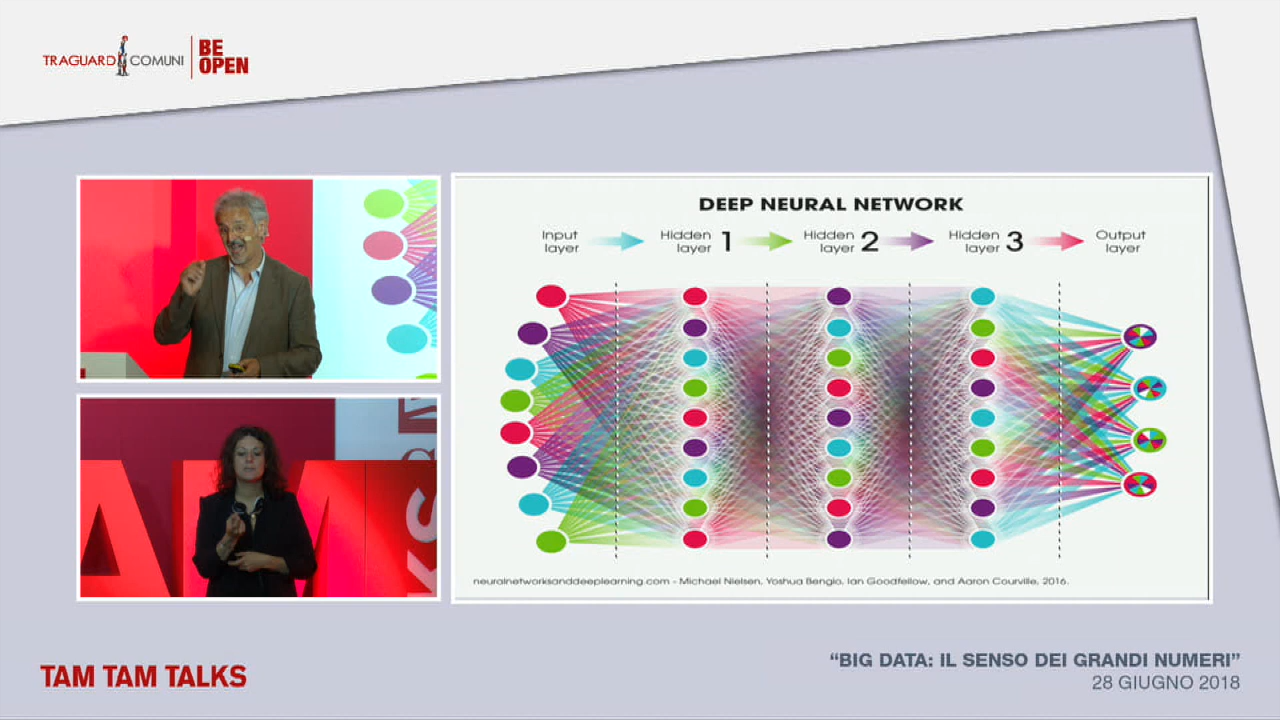 TRAGUARDI COMUNI
BE
OPEN
DEEP NEURAL NETWORK
Input
layer
Hidden
layer 1
Hidden
layer 2
Hidden
layer 3
Output
layer
neuralnetworksanddeeplearning.com - Michael Nielsen, Yoshua Bengio, Ian Goodfellow, and Aaron Courville, 2016.
AM
KS
TAM TAM TALKS
“BIG DATA: IL SENSO DEI GRANDI NUMERI”
28 GIUGNO 2018